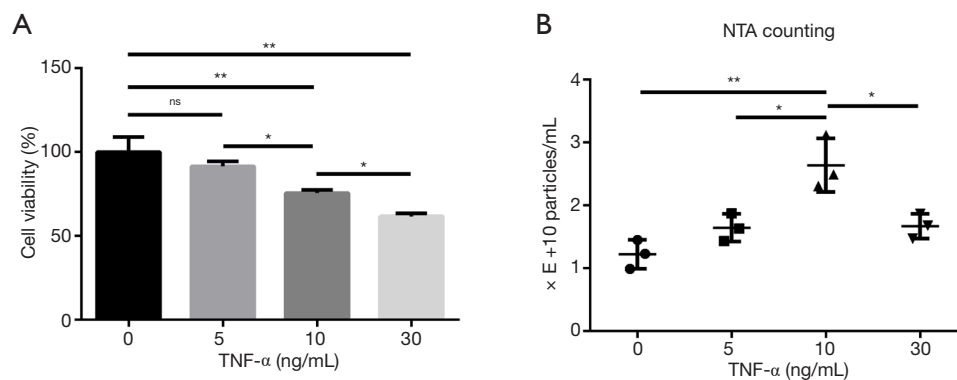 A
**
**
ns
*
*
150
100
50
0
Cell viability (%)
0 5 10 30
TNF-α (ng/mL)
B
NTA counting
**
*
*
4
3
2
1
0
× E +10 particles/mL
0 5 10 30
TNF-α (ng/mL)